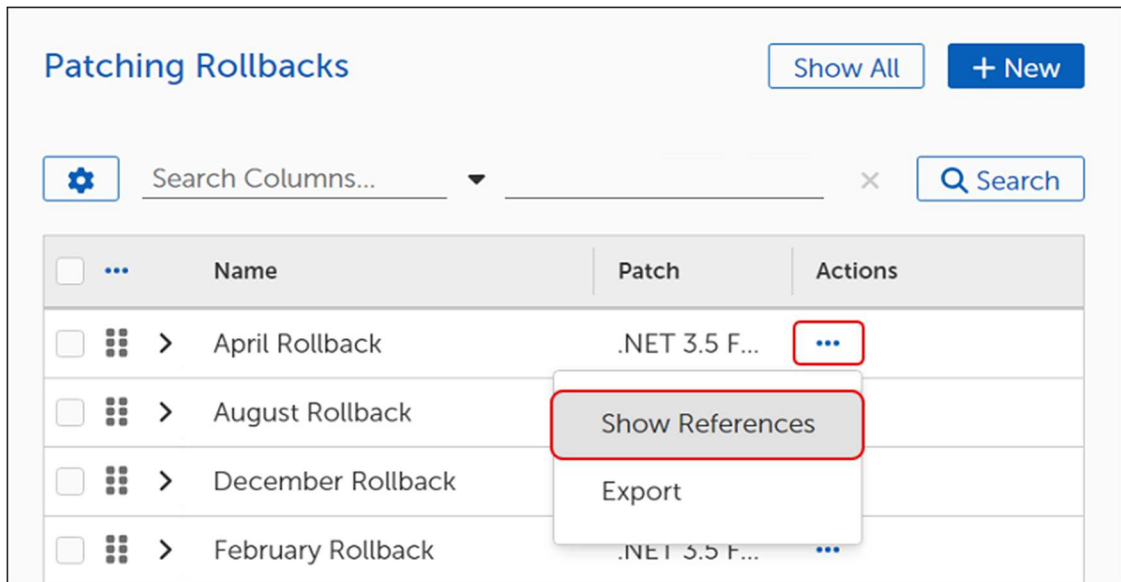 Patching Rollbacks Show All + New
Search Columns... × Search
Name Patch Actions
April Rollback .NET 3.5 F... •••
August Rollback Show References
December Rollback Export
February Rollback .NET 3.5 F... •••